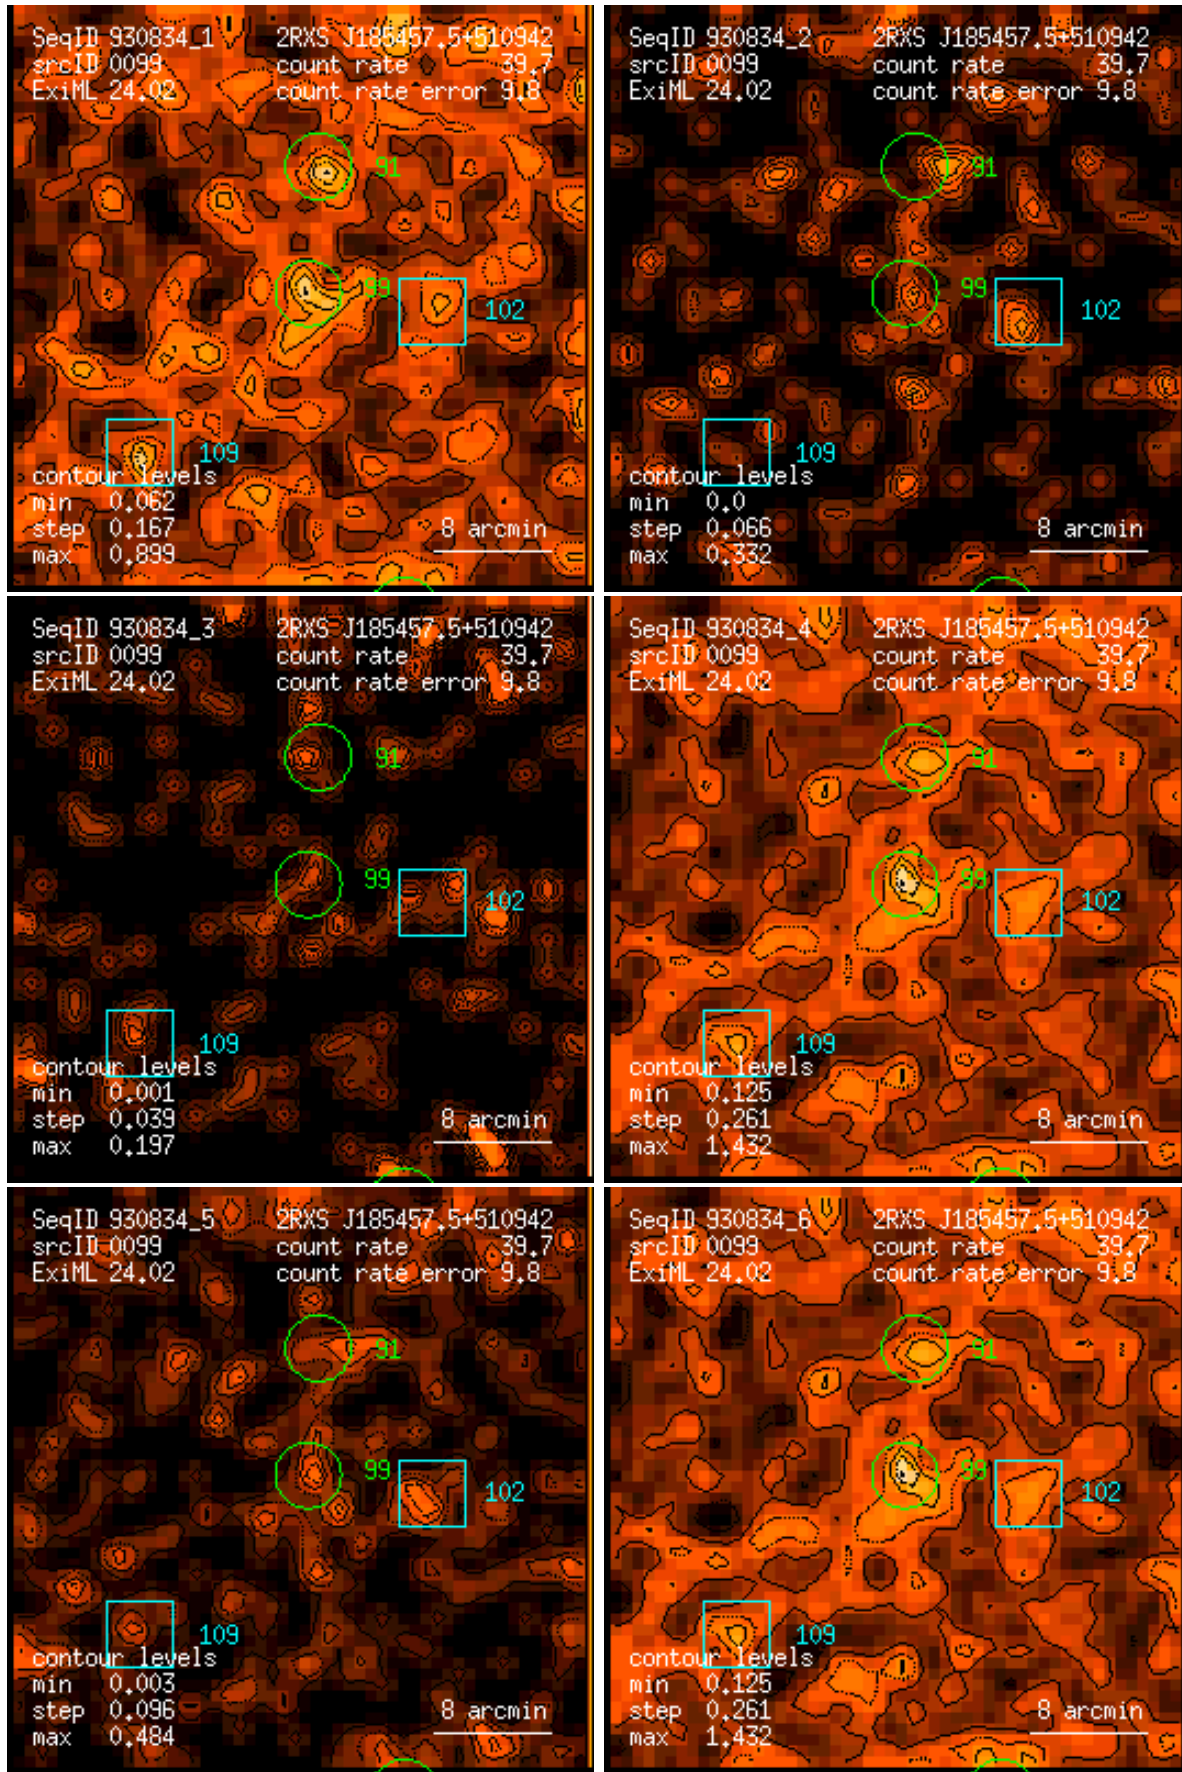 SeqID 930834_1 2RXS J185457.5+510942
srcID 0099 count rate 39.7
ExiML 24.02 count rate error 9.8
91
99
102
109
contour levels
min 0.062
step 0.167 8 arcmin
max 0.899
SeqID 930834_2 2RXS J185457.5+510942
srcID 0099 count rate 39.7
ExiML 24.02 count rate error 9.8
91
99
102
109
contour levels
min 0.0
step 0.066 8 arcmin
max 0.332
SeqID 930834_3 2RXS J185457.5+510942
srcID 0099 count rate 39.7
ExiML 24.02 count rate error 9.8
91
99
102
109
contour levels
min 0.001
step 0.039 8 arcmin
max 0.197
SeqID 930834_4 2RXS J185457.5+510942
srcID 0099 count rate 39.7
ExiML 24.02 count rate error 9.8
91
99
102
109
contour levels
min 0.125
step 0.261 8 arcmin
max 1.432
SeqID 930834_5 2RXS J185457.5+510942
srcID 0099 count rate 39.7
ExiML 24.02 count rate error 9.8
91
99
102
109
contour levels
min 0.003
step 0.096 8 arcmin
max 0.484
SeqID 930834_6 2RXS J185457.5+510942
srcID 0099 count rate 39.7
ExiML 24.02 count rate error 9.8
91
99
102
109
contour levels
min 0.125
step 0.261 8 arcmin
max 1.432